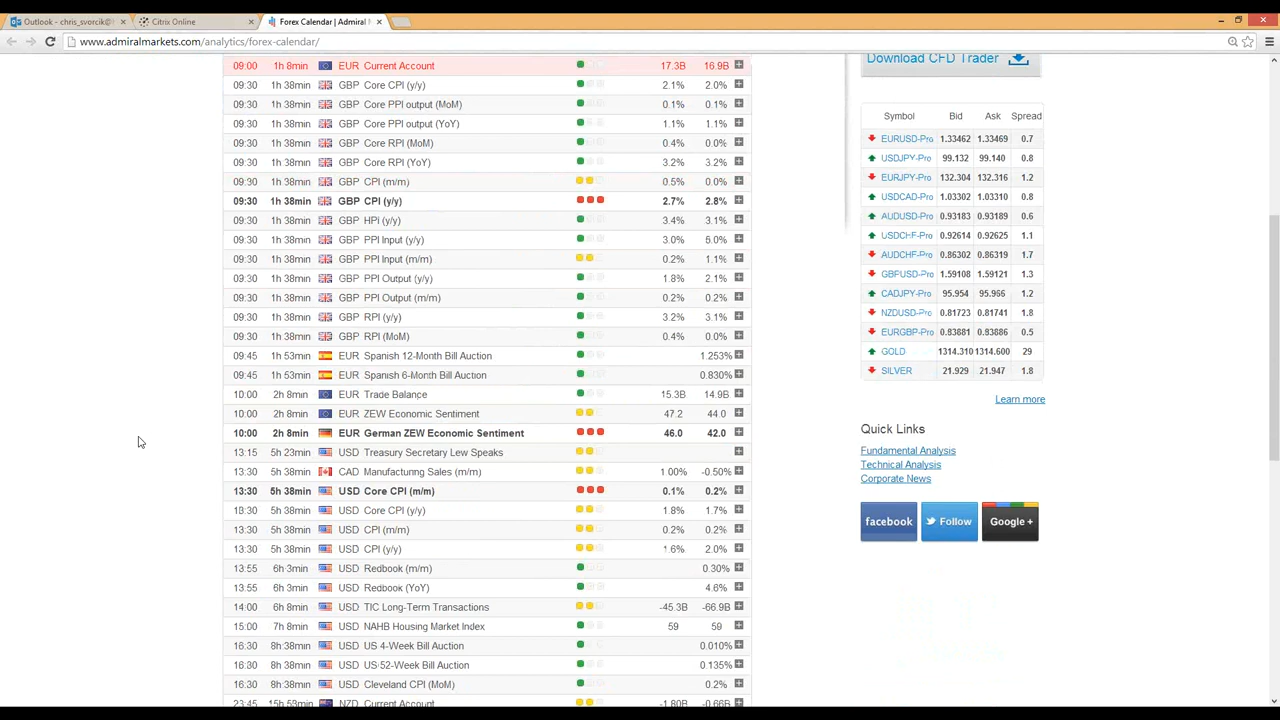 Outlook - chris_svorcik@
Citrix Online
Forex Calendar | Admiral M
www.admiralmarkets.com/analytics/forex-calendar/
09:00 1h 8min EUR Current Account 17.3B 16.9B
09:30 1h 38min GBP Core CPI (y/y) 2.1% 2.0%
09:30 1h 38min GBP Core PPI output (MoM) 0.1% 0.1%
09:30 1h 38min GBP Core PPI output (YoY) 1.1% 1.1%
09:30 1h 38min GBP Core RPI (MoM) 0.4% 0.0%
09:30 1h 38min GBP Core RPI (YoY) 3.2% 3.2%
09:30 1h 38min GBP CPI (m/m) 0.5% 0.0%
09:30 1h 38min GBP CPI (y/y) 2.7% 2.8%
09:30 1h 38min GBP HPI (y/y) 3.4% 3.1%
09:30 1h 38min GBP PPI Input (y/y) 3.0% 5.0%
09:30 1h 38min GBP PPI Input (m/m) 0.2% 1.1%
09:30 1h 38min GBP PPI Output (y/y) 1.8% 2.1%
09:30 1h 38min GBP PPI Output (m/m) 0.2% 0.2%
09:30 1h 38min GBP RPI (y/y) 3.2% 3.1%
09:30 1h 38min GBP RPI (MoM) 0.4% 0.0%
09:45 1h 53min EUR Spanish 12-Month Bill Auction 1.253%
09:45 1h 53min EUR Spanish 6-Month Bill Auction 0.830%
10:00 2h 8min EUR Trade Balance 15.3B 14.9B
10:00 2h 8min EUR ZEW Economic Sentiment 47.2 44.0
10:00 2h 8min EUR German ZEW Economic Sentiment 46.0 42.0
13:15 5h 23min USD Treasury Secretary Lew Speaks
13:30 5h 38min CAD Manufacturing Sales (m/m) 1.00% -0.50%
13:30 5h 38min USD Core CPI (m/m) 0.1% 0.2%
13:30 5h 38min USD Core CPI (y/y) 1.8% 1.7%
13:30 5h 38min USD CPI (m/m) 0.2% 0.2%
13:30 5h 38min USD CPI (y/y) 1.6% 2.0%
13:55 6h 3min USD Redbook (m/m) 0.30%
13:55 6h 3min USD Redbook (YoY) 4.6%
14:00 6h 8min USD TIC Long-Term Transactions -45.3B -66.9B
15:00 7h 8min USD NAHB Housing Market Index 59 59
16:30 8h 38min USD US 4-Week Bill Auction 0.010%
16:30 8h 38min USD US 52-Week Bill Auction 0.135%
16:30 8h 38min USD Cleveland CPI (MoM) 0.2%
23:45 15h 53min NZD Current Account -1.80B -0.66B
Download CFD Trader
Symbol Bid Ask Spread
EURUSD-Pro 1.33462 1.33469 0.7
USDJPY-Pro 99.132 99.140 0.8
EURJPY-Pro 132.304 132.316 1.2
USDCAD-Pro 1.03302 1.03310 0.8
AUDUSD-Pro 0.93183 0.93189 0.6
USDCHF-Pro 0.92614 0.92625 1.1
AUDCHF-Pro 0.86302 0.86319 1.7
GBPUSD-Pro 1.59108 1.59121 1.3
CADJPY-Pro 95.954 95.966 1.2
NZDUSD-Pro 0.81723 0.81741 1.8
EURGBP-Pro 0.83881 0.83886 0.5
GOLD 1314.310 1314.600 29
SILVER 21.929 21.947 1.8
Learn more
Quick Links
Fundamental Analysis
Technical Analysis
Corporate News
facebook
Follow
Google +